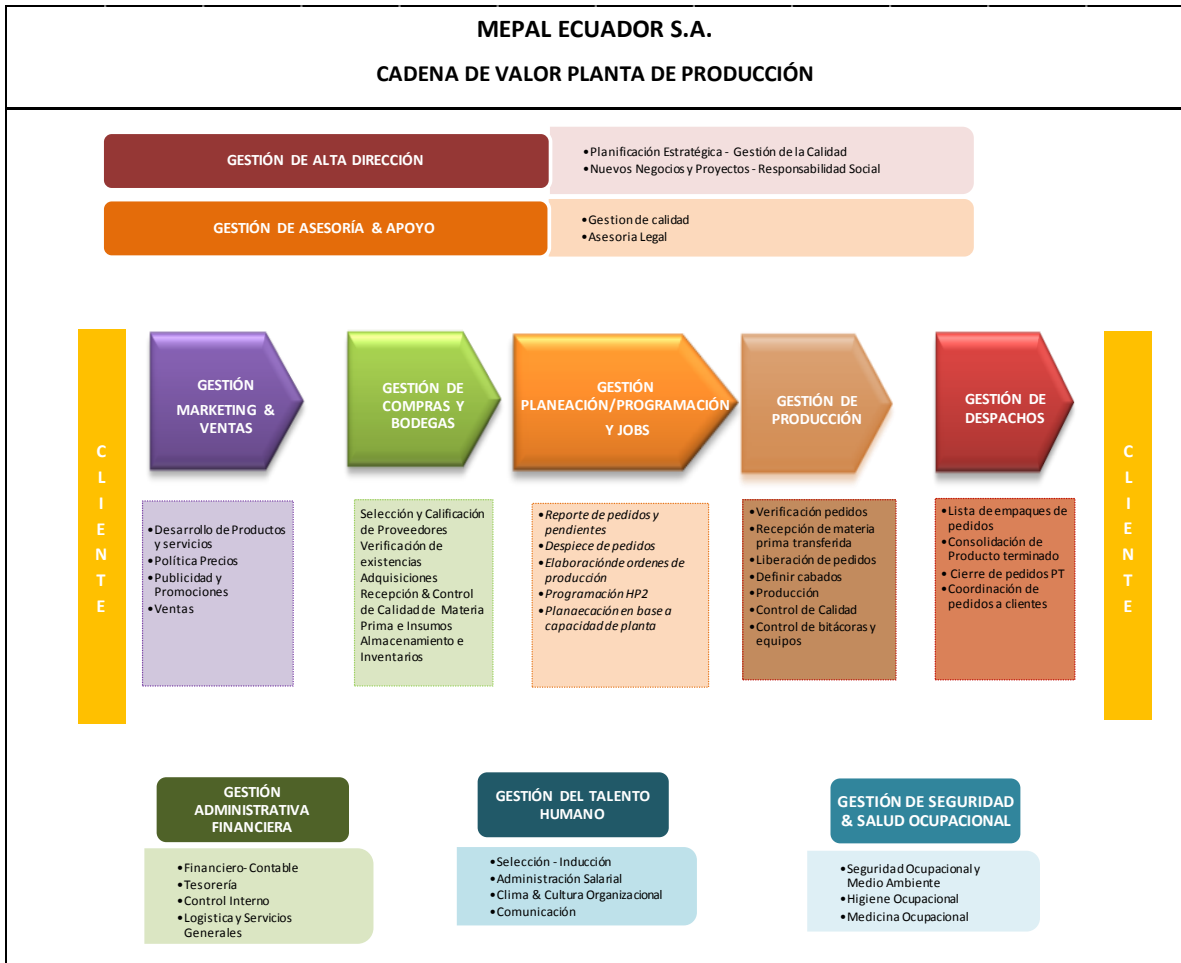 MEPAL ECUADOR S.A.
CADENA DE VALOR PLANTA DE PRODUCCIÓN
GESTIÓN DE ALTA DIRECCIÓN
•Planificación Estratégica - Gestión de la Calidad
•Nuevos Negocios y Proyectos - Responsabilidad Social
GESTIÓN DE ASESORÍA & APOYO
•Gestion de calidad
•Asesoria Legal
CLIENTE
GESTIÓN
MARKETING &
VENTAS
GESTIÓN DE
COMPRAS Y
BODEGAS
GESTIÓN
PLANEACIÓN/PROGRAMACIÓN
Y JOBS
GESTIÓN DE
PRODUCCIÓN
GESTIÓN DE
DESPACHOS
CLIENTE
•Desarrollo de Productos
y servicios
•Política Precios
•Publicidad y
Promociones
•Ventas
Selección y Calificación
de Proveedores
Verificación de
existencias
Adquisiciones
Recepción & Control
de Calidad de Materia
Prima e Insumos
Almacenamiento e
Inventarios
•Reporte de pedidos y
pendientes
•Despiece de pedidos
•Elaboraciónde ordenes de
producción
•Programación HP2
•Planaecación en base a
capacidad de planta
•Verificación pedidos
•Recepción de materia
prima transferida
•Liberación de pedidos
•Definir cabados
•Producción
•Control de Calidad
•Control de bitácoras y
equipos
•Lista de empaques de
pedidos
•Consolidación de
Producto terminado
• Cierre de pedidos PT
•Coordinación de
pedidos a clientes
GESTIÓN
ADMINISTRATIVA
FINANCIERA
•Financiero- Contable
•Tesorería
•Control Interno
•Logistica y Servicios
Generales
GESTIÓN DEL TALENTO
HUMANO
•Selección - Inducción
•Administración Salarial
•Clima & Cultura Organizacional
•Comunicación
GESTIÓN DE SEGURIDAD
& SALUD OCUPACIONAL
•Seguridad Ocupacional y
Medio Ambiente
•Higiene Ocupacional
•Medicina Ocupacional